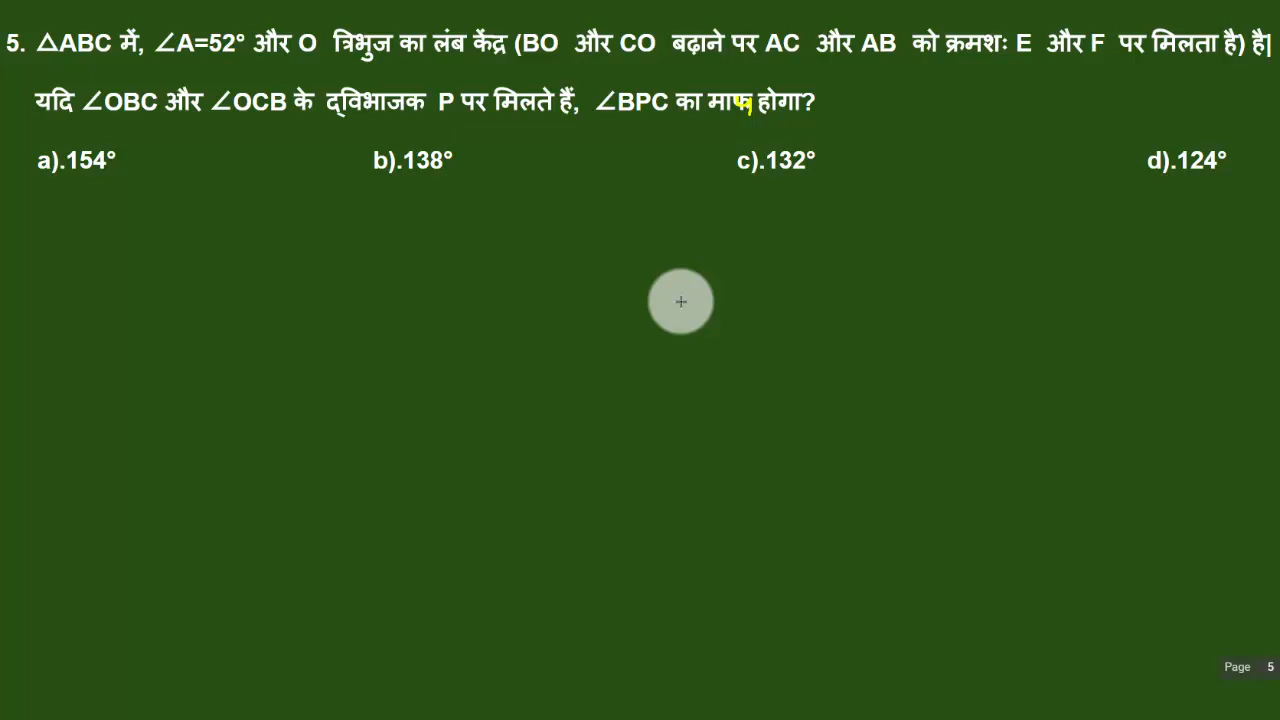 5. △ABC में, ∠A=52° और O त्रिभुज का लंब केंद्र (BO और CO बढ़ाने पर AC और AB को क्रमशः E और F पर मिलता है) है|
यदि ∠OBC और ∠OCB के द्विभाजक P पर मिलते हैं, ∠BPC का माप होगा?
a).154° b).138° c).132° d).124°
Page 5